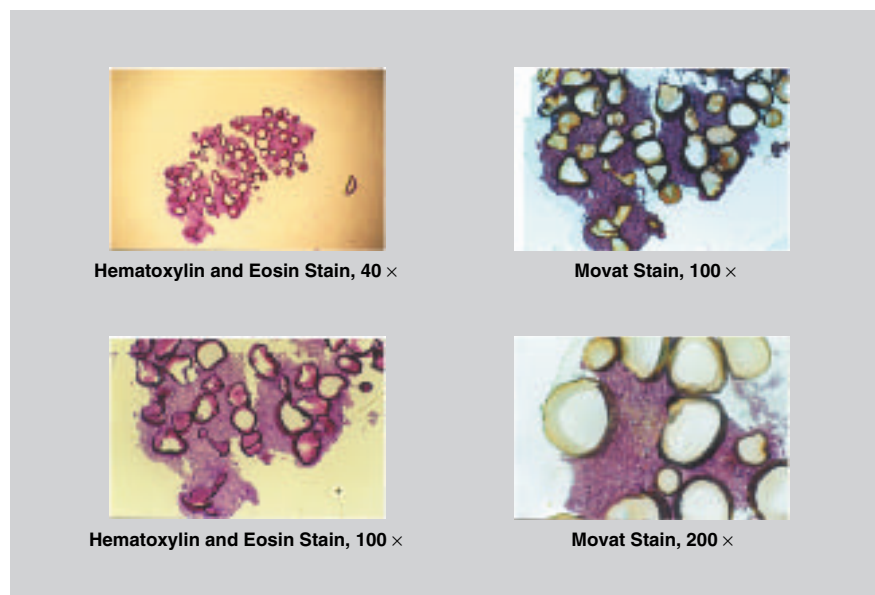 Hematoxylin and Eosin Stain, 40 ×
Movat Stain, 100 ×
Hematoxylin and Eosin Stain, 100 ×
Movat Stain, 200 ×